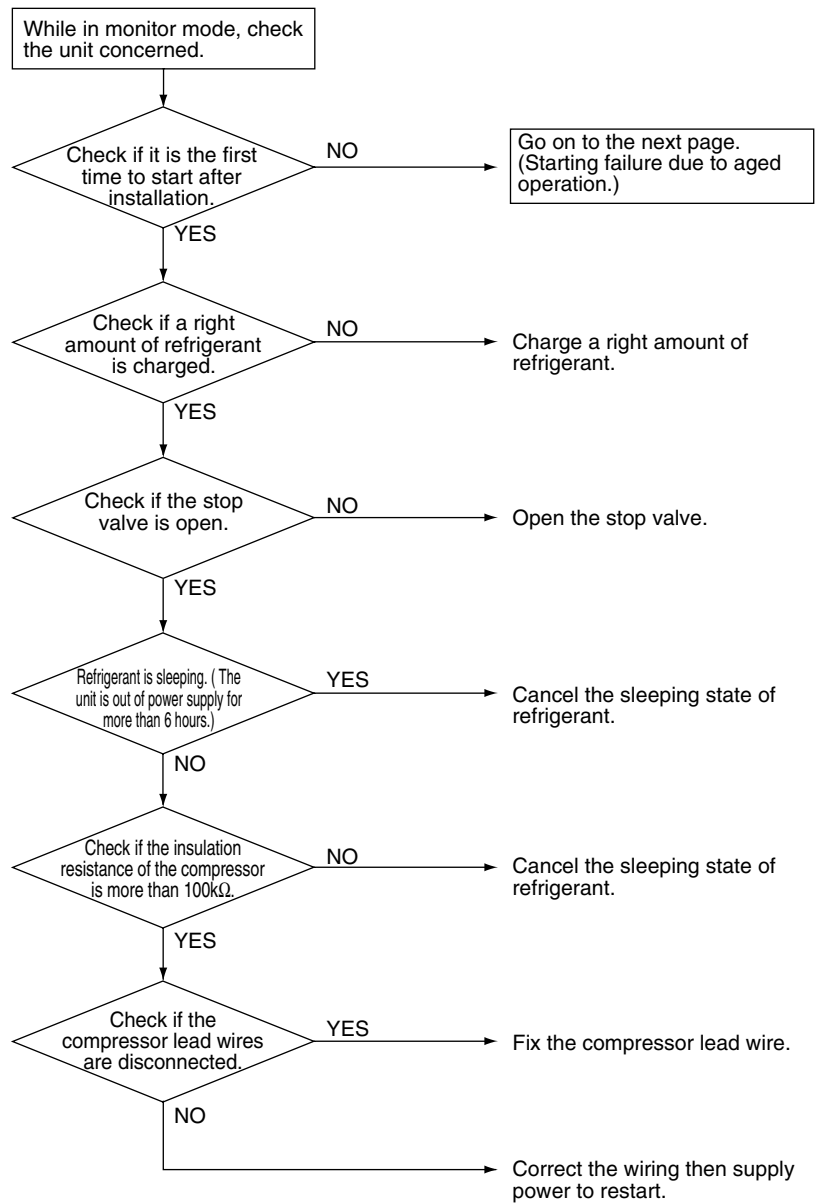 While in monitor mode, check
the unit concerned.
Check if it is the first
time to start after
installation.
NO
Go on to the next page.
(Starting failure due to aged
operation.)
YES
Check if a right
amount of refrigerant
is charged.
NO
Charge a right amount of
refrigerant.
YES
Check if the stop
valve is open.
NO
Open the stop valve.
YES
Refrigerant is sleeping. ( The
unit is out of power supply for
more than 6 hours.)
YES
Cancel the sleeping state of
refrigerant.
NO
Check if the insulation
resistance of the compressor
is more than 100kΩ.
NO
Cancel the sleeping state of
refrigerant.
YES
Check if the
compressor lead wires
are disconnected.
YES
Fix the compressor lead wire.
NO
Correct the wiring then supply
power to restart.